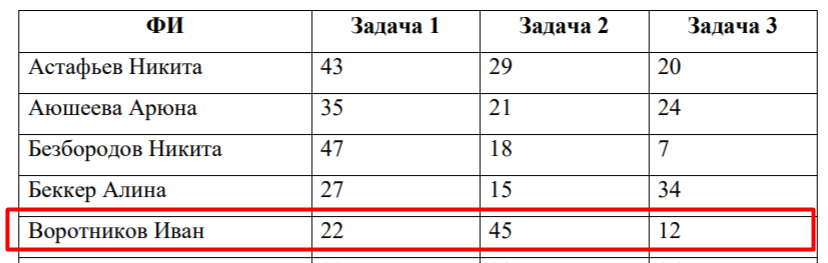 ФИ Задача 1 Задача 2 Задача 3
Астафьев Никита 43 29 20
Аюшеева Арюна 35 21 24
Безбородов Никита 47 18 7
Беккер Алина 27 15 34
Воротников Иван 22 45 12